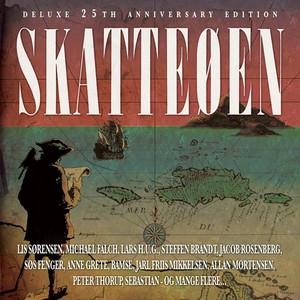 DELUXE 25TH ANNIVERSARY EDITION
SKATTEØEN
LIS SØRENSEN, MICHAEL FALCH, LARS H.U.G., STEFFEN BRANDT, JACOB ROSENBERG,
SØS FENGER, ANNE GRETE, BAMSE, JARL FRIIS MIKKELSEN, ALLAN MORTENSEN,
PETER THORUP, SEBASTIAN - OG MANGE FLERE...